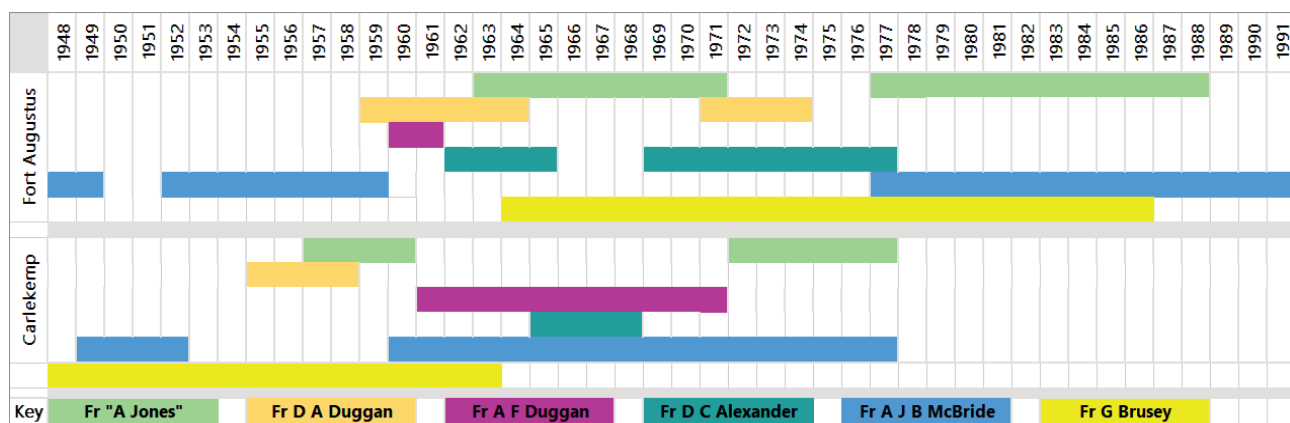 1948 1949 1950 1951 1952 1953 1954 1955 1956 1957 1958 1959 1960 1961 1962 1963 1964 1965 1966 1967 1968 1969 1970 1971 1972 1973 1974 1975 1976 1977 1978 1979 1980 1981 1982 1983 1984 1985 1986 1987 1988 1989 1990 1991
Fort Augustus
Carlekemp
Key Fr "A Jones" Fr D A Duggan Fr A F Duggan Fr D C Alexander Fr A J B McBride Fr G Brusey